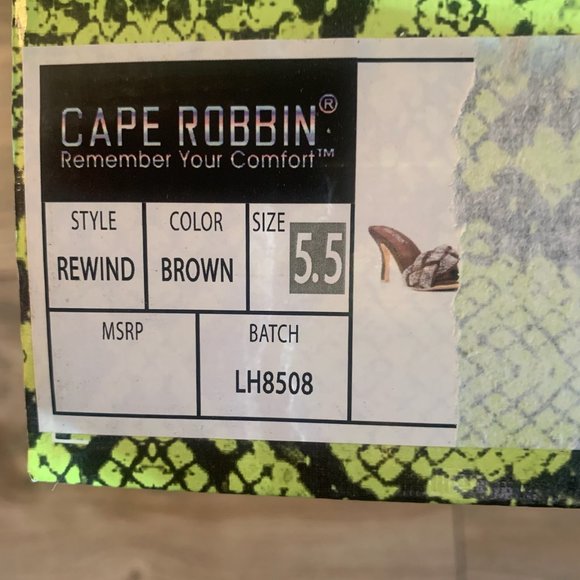 CAPE ROBBIN®
Remember Your Comfort™
STYLE COLOR SIZE
REWIND BROWN 5.5
MSRP BATCH
LH8508